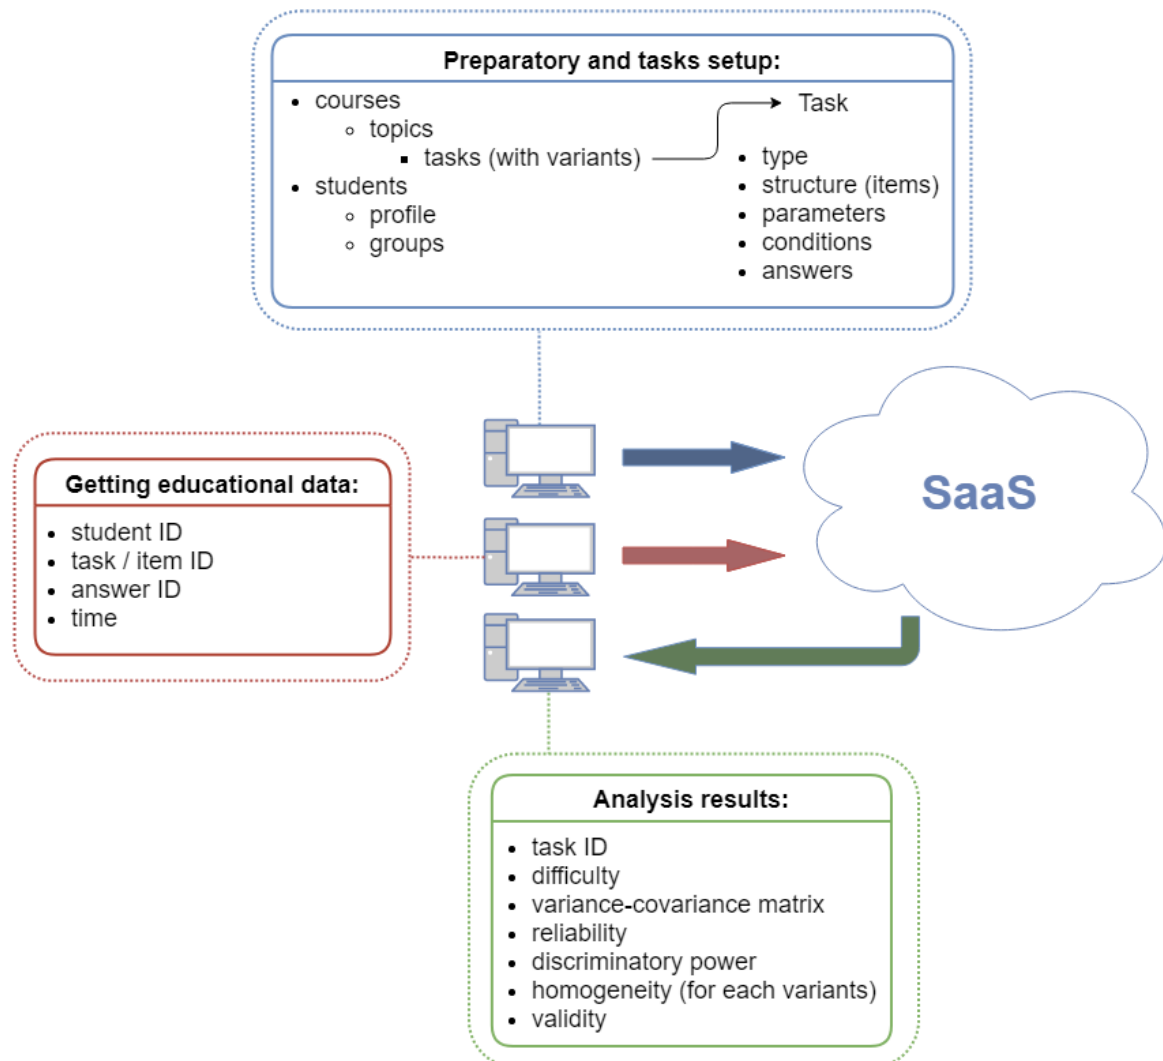 Preparatory and tasks setup:
• courses
◦ topics
▪ tasks (with variants)
• students
◦ profile
◦ groups
Task
• type
• structure (items)
• parameters
• conditions
• answers
SaaS
Getting educational data:
• student ID
• task / item ID
• answer ID
• time
Analysis results:
• task ID
• difficulty
• variance-covariance matrix
• reliability
• discriminatory power
• homogeneity (for each variants)
• validity